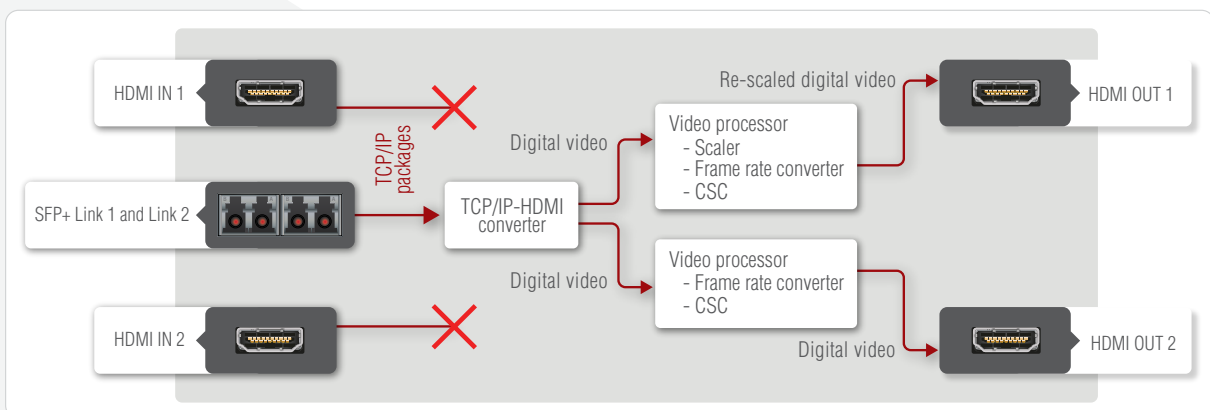 HDMI IN 1
TCP/IP
packages
Digital video
Re-scaled digital video
Video processor
- Scaler
- Frame rate converter
- CSC
HDMI OUT 1
SFP+ Link 1 and Link 2
TCP/IP-HDMI
converter
Digital video
Video processor
- Frame rate converter
- CSC
HDMI IN 2
Digital video
HDMI OUT 2